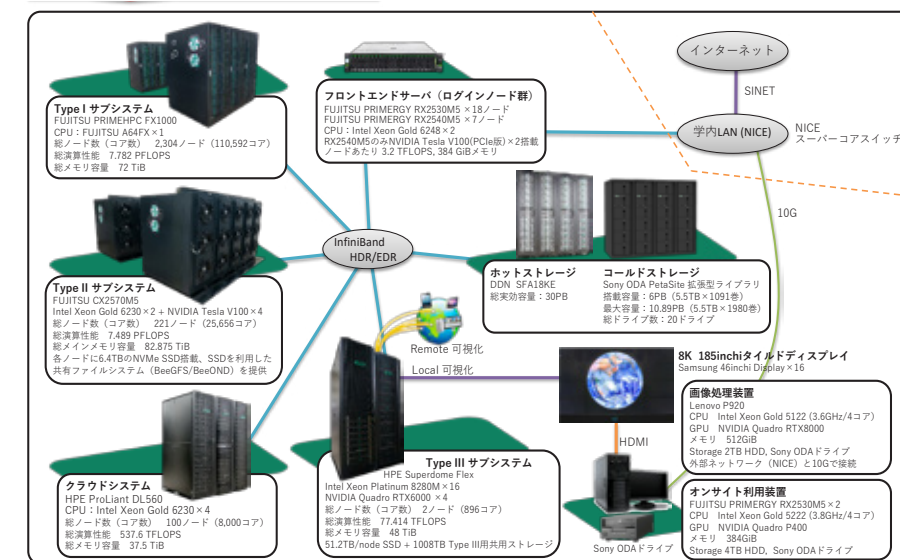 Type I サブシステム
FUJITSU PRIMEHPC FX1000
CPU：FUJITSU A64FX×1
総ノード数（コア数） 2,304ノード（110,592コア）
総演算性能 7.782 PFLOPS
総メモリ容量 72 TiB
フロントエンドサーバ（ログインノード群）
FUJITSU PRIMERGY RX2530M5 ×18ノード
FUJITSU PRIMERGY RX2540M5 ×7ノード
CPU：Intel Xeon Gold 6248×2
RX2540M5のみNVIDIA Tesla V100(PCIe版)×2搭載
ノードあたり 3.2 TFLOPS, 384 GiBメモリ
インターネット
SINET
学内LAN (NICE)
NICE
スーパーコアスイッチ
10G
InfiniBand
HDR/EDR
Type II サブシステム
FUJITSU CX2570M5
Intel Xeon Gold 6230×2 + NVIDIA Tesla V100×4
総ノード数（コア数） 221ノード（25,656コア）
総演算性能 7.489 PFLOPS
総メインメモリ容量 82.875 TiB
各ノードに6.4TBのNVMe SSD搭載、SSDを利用した
共有ファイルシステム（BeeGFS/BeeOND）を提供
ホットストレージ
DDN SFA18KE
総実効容量：30PB
コールドストレージ
Sony ODA PetaSite 拡張型ライブラリ
搭載容量：6PB（5.5TB×1091巻）
最大容量：10.89PB（5.5TB×1980巻）
総ドライブ数：20ドライブ
Remote 可視化
Local 可視化
8K 185inchiタイルドディスプレイ
Samsung 46inchi Display×16
HDMI
画像処理装置
Lenovo P920
CPU Intel Xeon Gold 5122 (3.6GHz/4コア)
GPU NVIDIA Quadro RTX8000
メモリ 512GiB
Storage 2TB HDD, Sony ODAドライブ
外部ネットワーク（NICE）と10Gで接続
クラウドシステム
HPE ProLiant DL560
CPU：Intel Xeon Gold 6230×4
総ノード数（コア数） 100ノード（8,000コア）
総演算性能 537.6 TFLOPS
総メモリ容量 37.5 TiB
Type III サブシステム
HPE Superdome Flex
Intel Xeon Platinum 8280M×16
NVIDIA Quadro RTX6000 ×4
総ノード数（コア数） 2ノード（896コア）
総演算性能 77.414 TFLOPS
総メモリ容量 48 TiB
51.2TB/node SSD + 1008TB Type III用共用ストレージ
Sony ODAドライブ
オンサイト利用装置
FUJITSU PRIMERGY RX2530M5×2
CPU Intel Xeon Gold 5222 (3.8GHz/4コア)
GPU NVIDIA Quadro P400
メモリ 384GiB
Storage 4TB HDD, Sony ODAドライブ